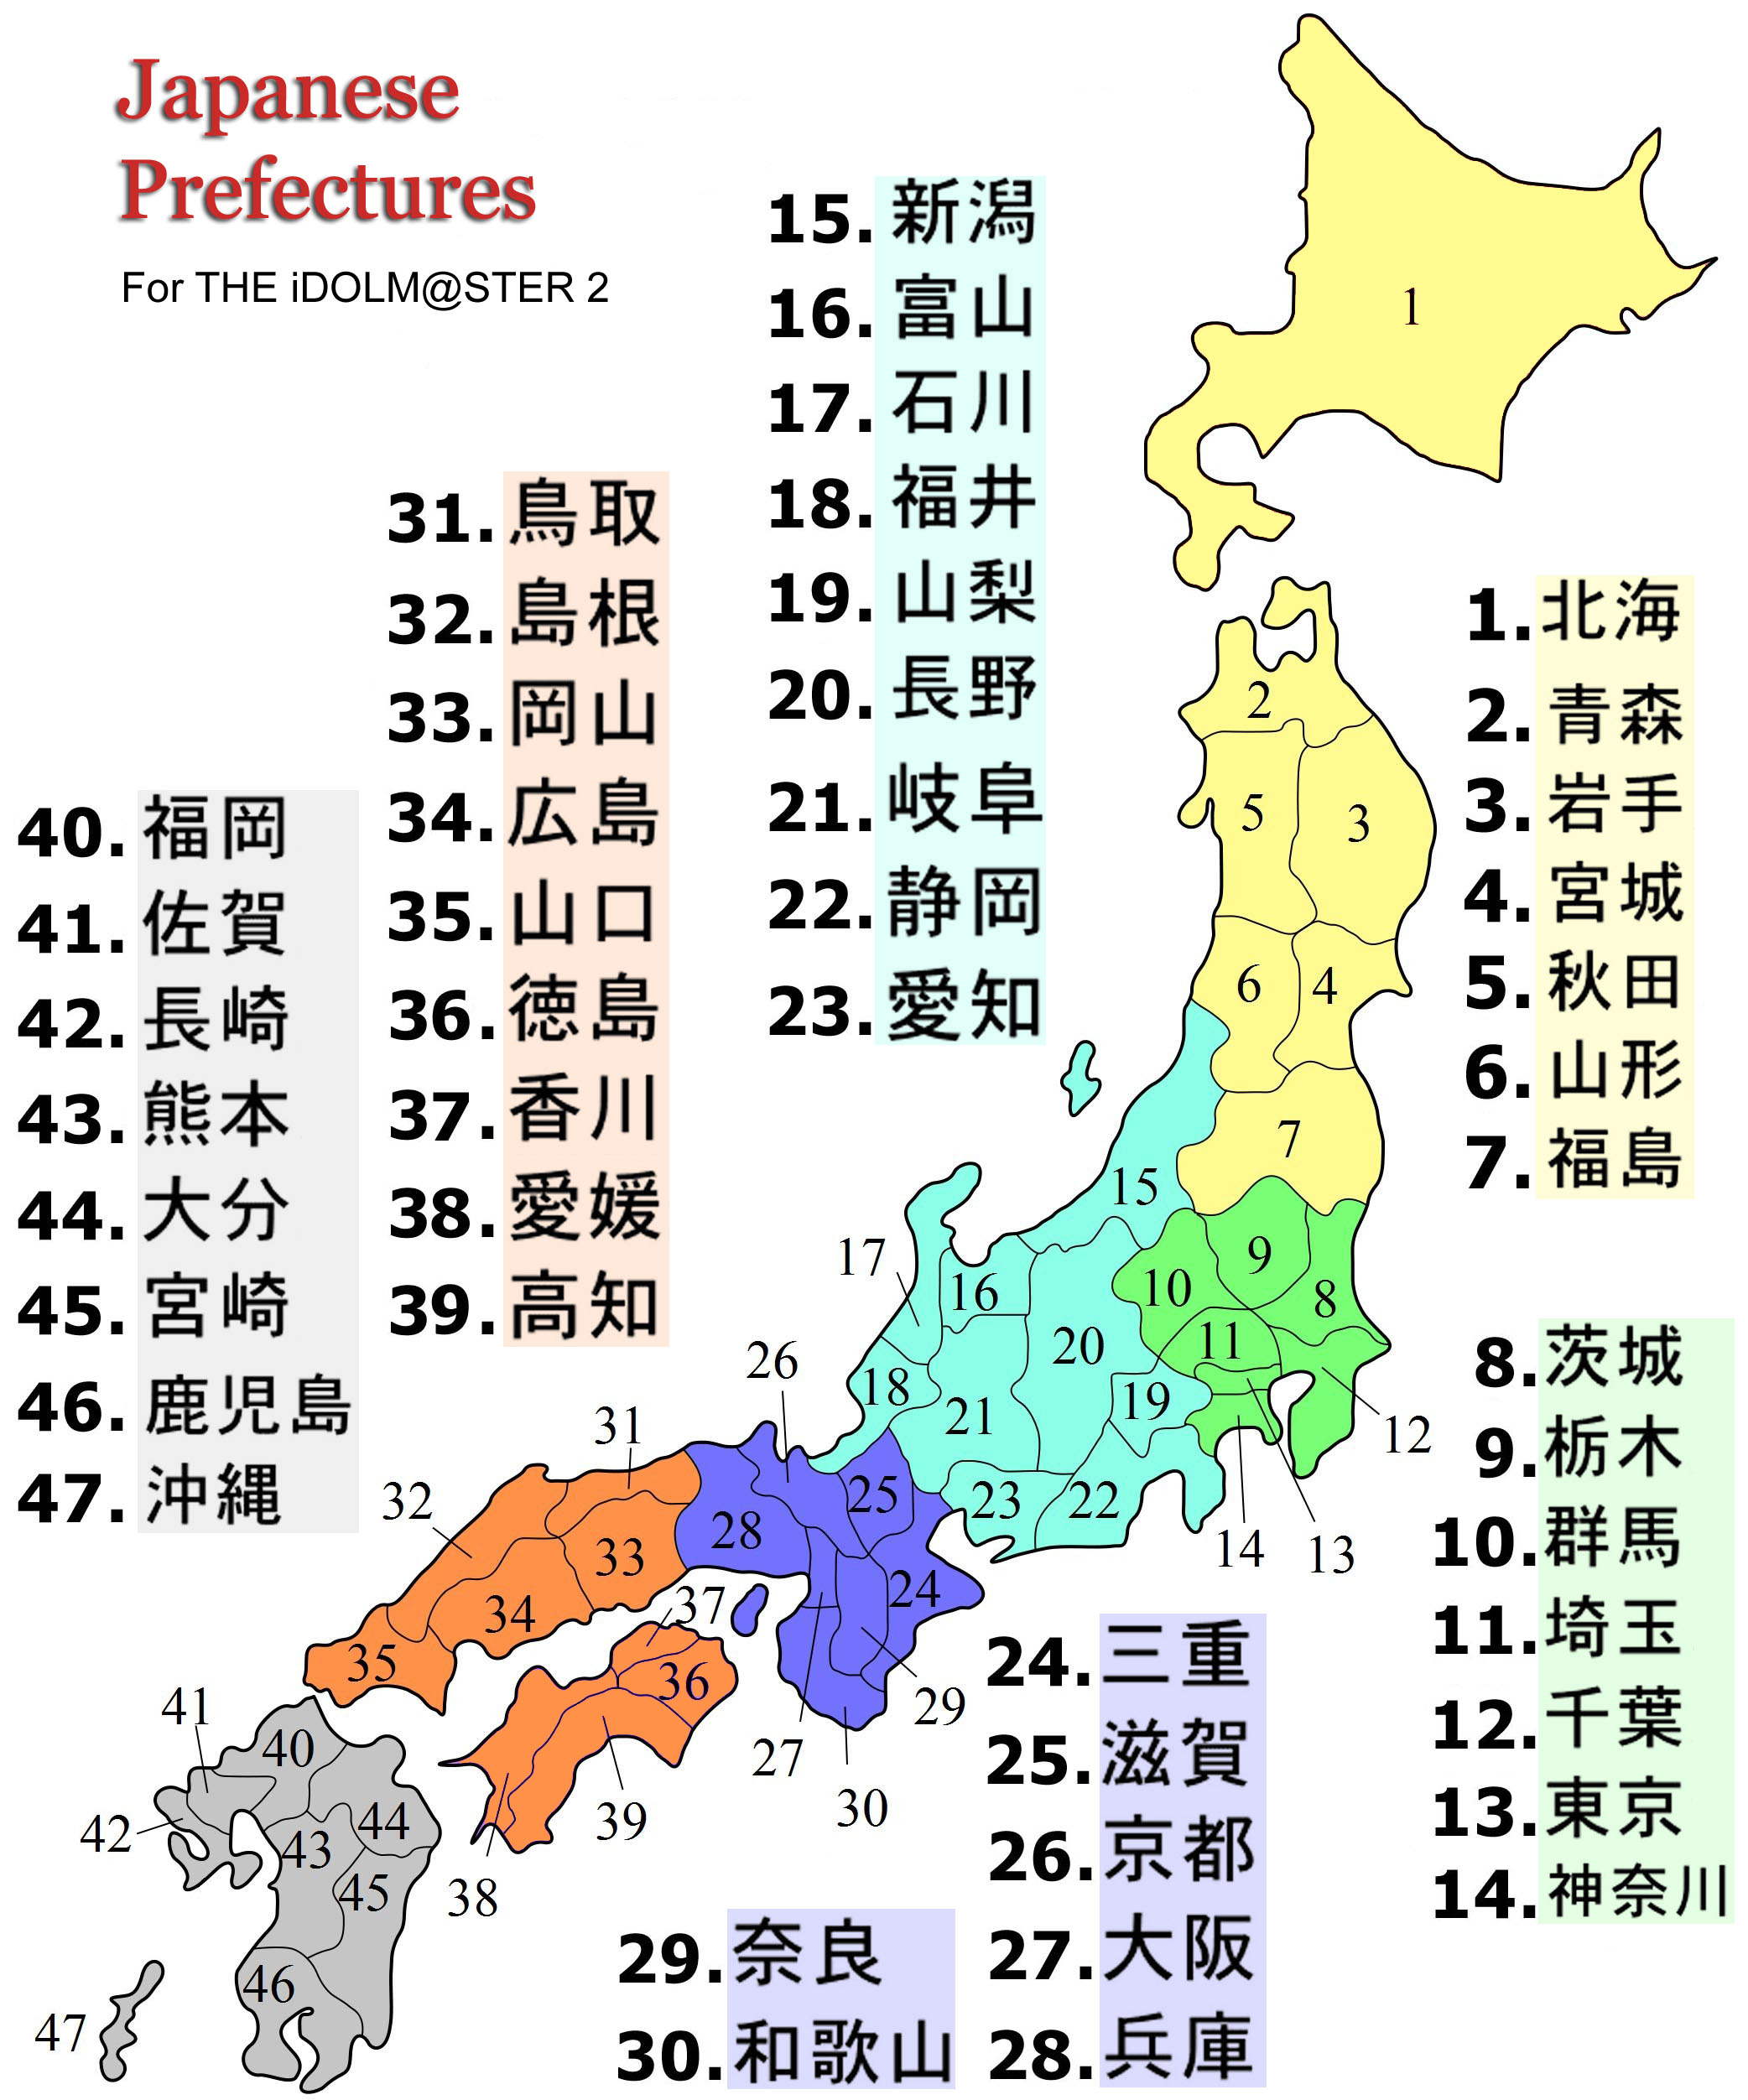 Japanese
Prefectures
For THE iDOLM@STER 2
1. 北海
2. 青森
3. 岩手
4. 宮城
5. 秋田
6. 山形
7. 福島
8. 茨城
9. 栃木
10. 群馬
11. 埼玉
12. 千葉
13. 東京
14. 神奈川
15. 新潟
16. 富山
17. 石川
18. 福井
19. 山梨
20. 長野
21. 岐阜
22. 静岡
23. 愛知
24. 三重
25. 滋賀
26. 京都
27. 大阪
28. 兵庫
29. 奈良
30. 和歌山
31. 鳥取
32. 島根
33. 岡山
34. 広島
35. 山口
36. 徳島
37. 香川
38. 愛媛
39. 高知
40. 福岡
41. 佐賀
42. 長崎
43. 熊本
44. 大分
45. 宮崎
46. 鹿児島
47. 沖縄
1
2
5
3
6
4
7
15
17
16
10
9
8
20
11
26
18
21
19
12
31
32
28
25
23
22
14
13
33
34
37
24
35
36
29
41
40
27
30
42
43
44
39
45
38
46
47